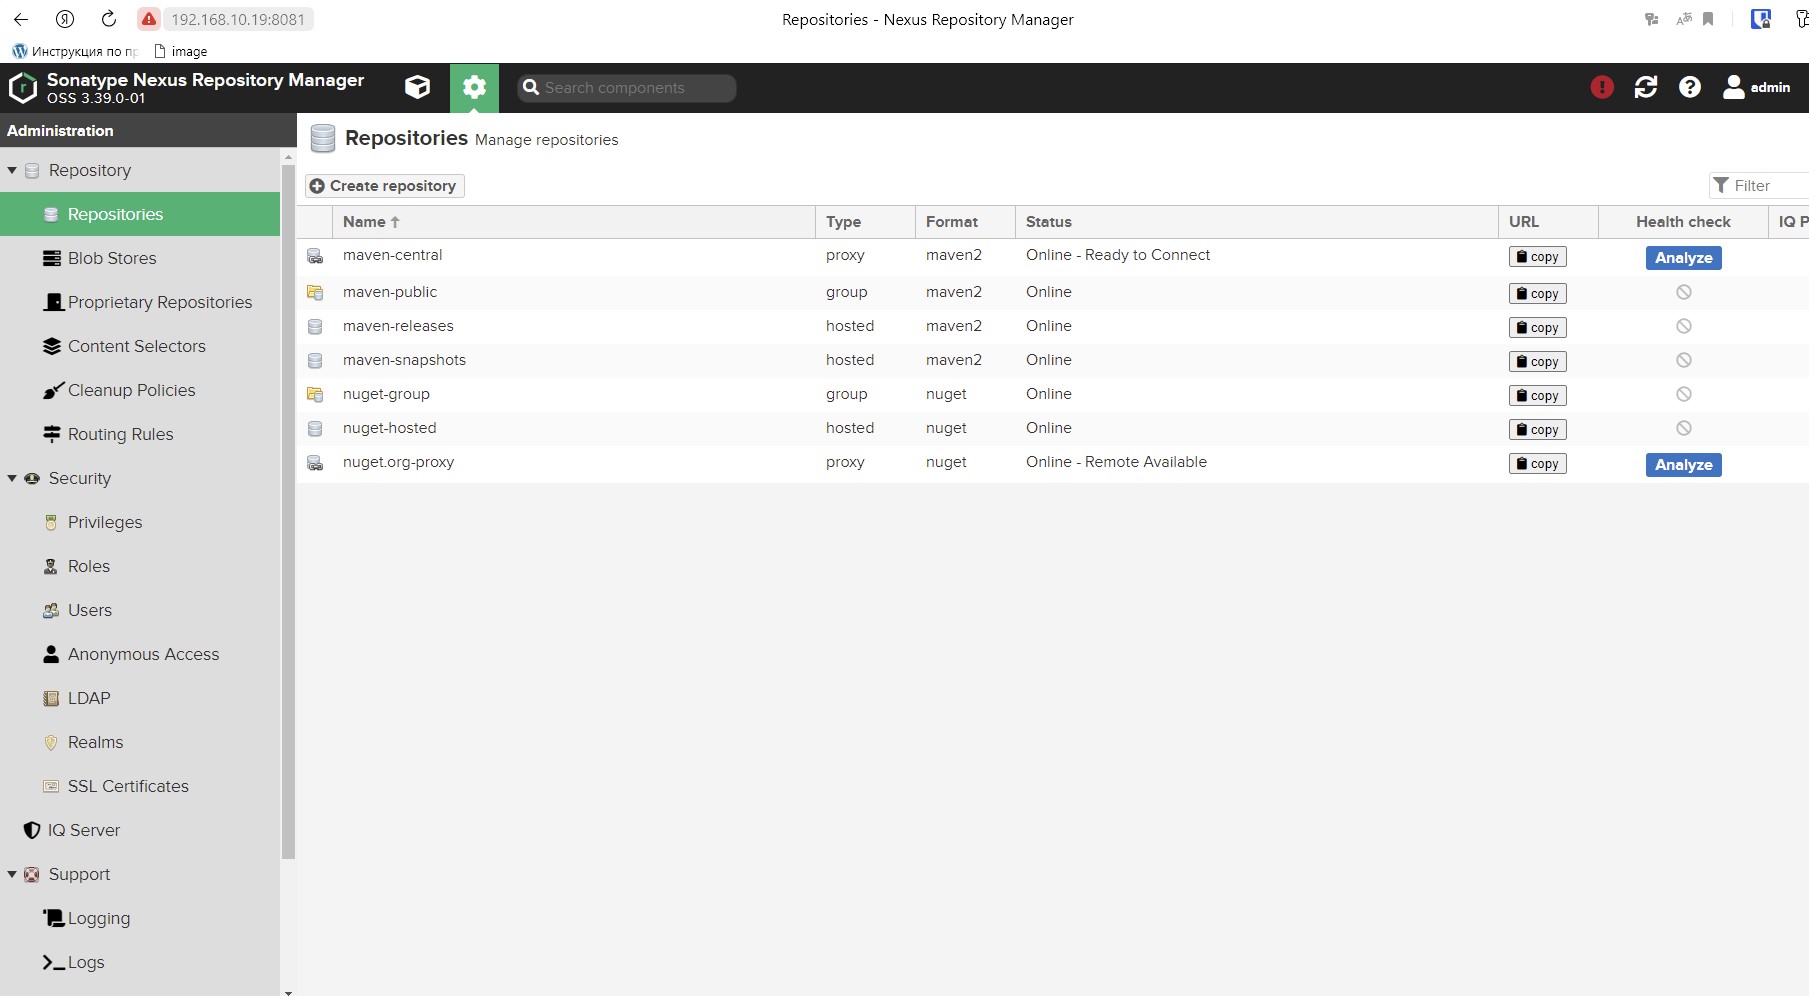 192.168.10.19:8081
Repositories - Nexus Repository Manager
Инструкция по
image
Sonatype Nexus Repository Manager
OSS 3.39.0-01
Search components
admin
Administration
Repository
Repositories
Blob Stores
Proprietary Repositories
Content Selectors
Cleanup Policies
Routing Rules
Security
Privileges
Roles
Users
Anonymous Access
LDAP
Realms
SSL Certificates
IQ Server
Support
Logging
Logs
Repositories Manage repositories
Create repository
Filter
Name Type Format Status URL Health check IQ P
maven-central proxy maven2 Online - Ready to Connect copy Analyze
maven-public group maven2 Online copy
maven-releases hosted maven2 Online copy
maven-snapshots hosted maven2 Online copy
nuget-group group nuget Online copy
nuget-hosted hosted nuget Online copy
nuget.org-proxy proxy nuget Online - Remote Available copy Analyze